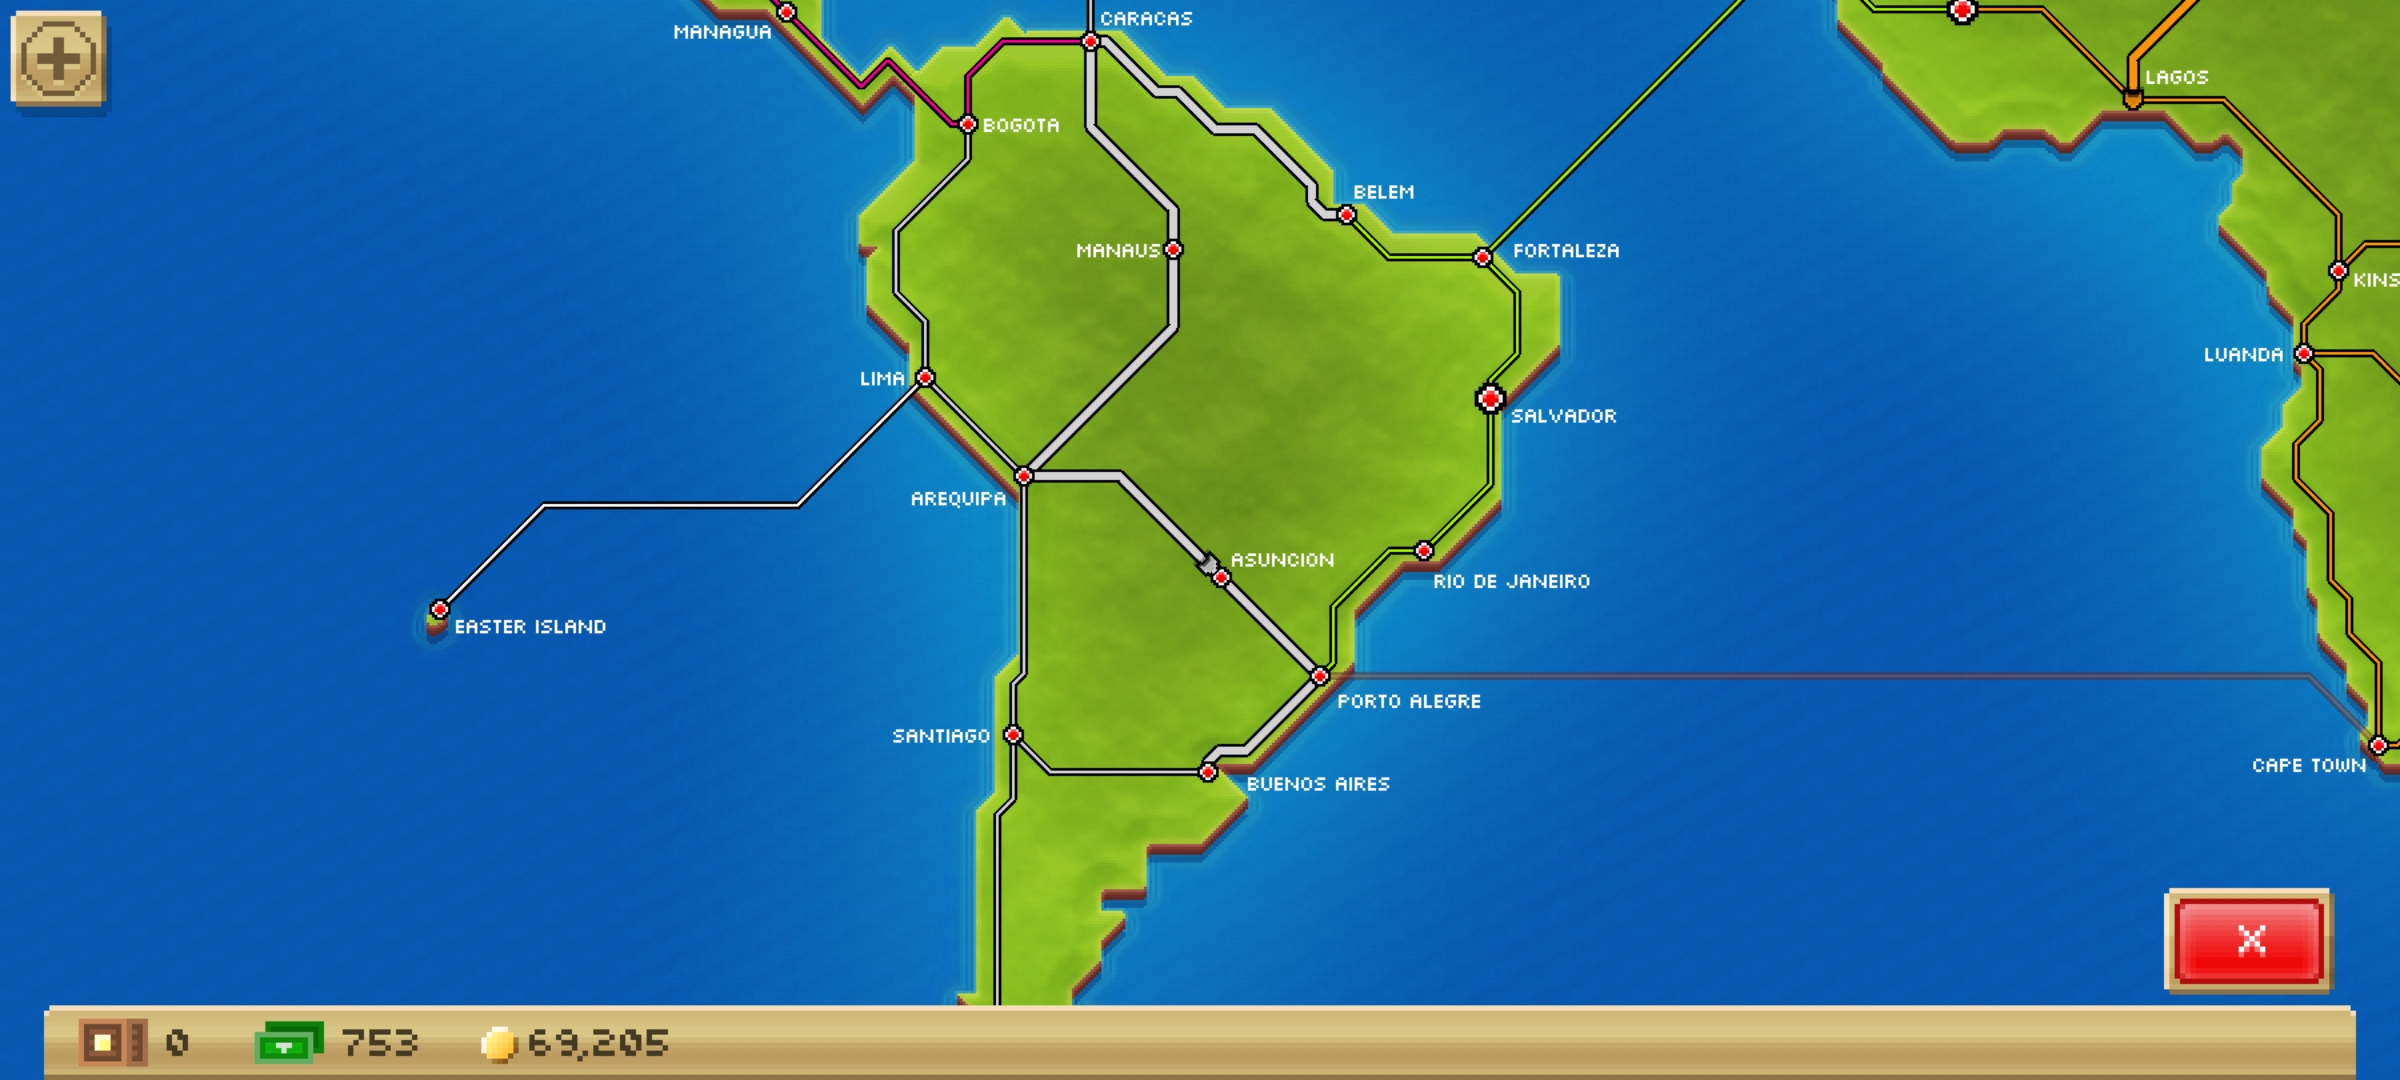 CARACAS
MANAGUA
LAGOS
BOGOTA
BELEM
MANAUS
FORTALEZA
KINS
LUANDA
LIMA
SALVADOR
AREQUIPA
ASUNCION
RIO DE JANEIRO
EASTER ISLAND
PORTO ALEGRE
SANTIAGO
CAPE TOWN
BUENOS AIRES
X
0 753 69,205